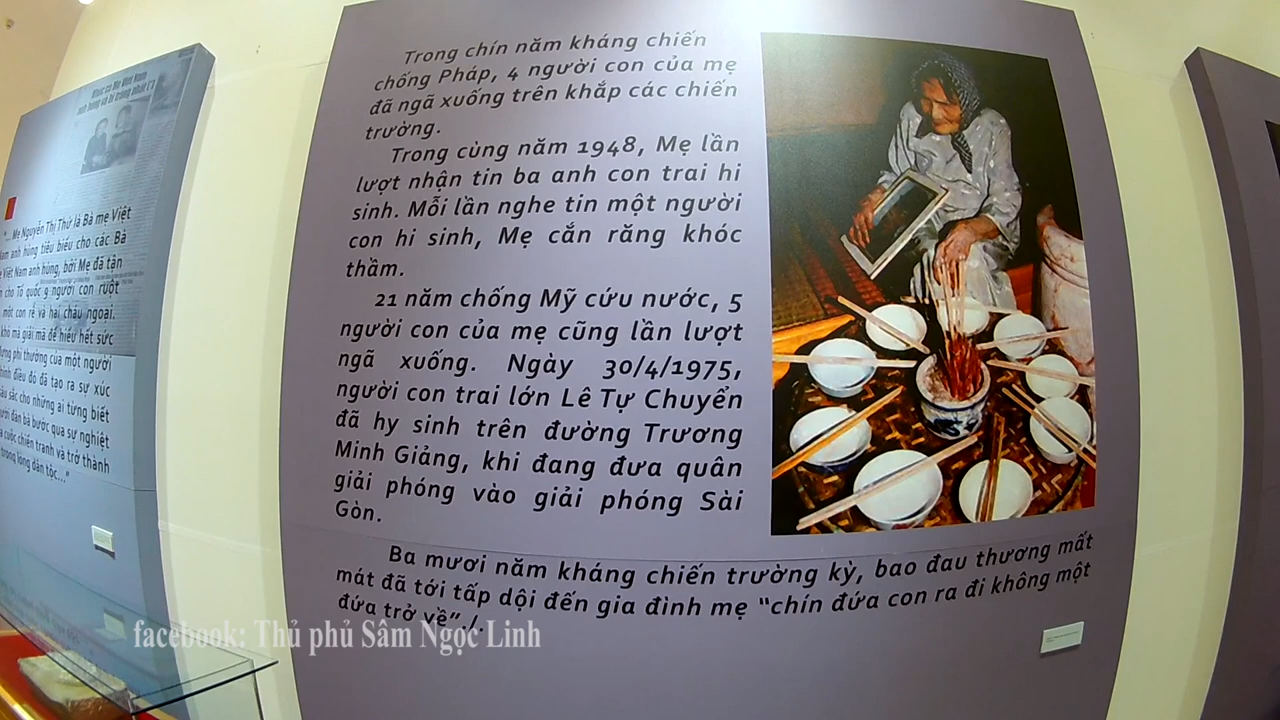 Trong chín năm kháng chiến
chống Pháp, 4 người con của mẹ
đã ngã xuống trên khắp các chiến
trường.
Trong cùng năm 1948, Mẹ lần
lượt nhận tin ba anh con trai hi
sinh. Mỗi lần nghe tin một người
con hi sinh, Mẹ cắn răng khóc
thầm.
21 năm chống Mỹ cứu nước, 5
người con của mẹ cũng lần lượt
ngã xuống. Ngày 30/4/1975,
người con trai lớn Lê Tự Chuyển
đã hy sinh trên đường Trương
Minh Giảng, khi đang đưa quân
giải phóng vào giải phóng Sài
Gòn.
Ba mươi năm kháng chiến trường kỳ, bao đau thương mất
mát đã tới tấp dội đến gia đình mẹ “chín đứa con ra đi không một
đứa trở về”./.
"... Mẹ Nguyễn Thị Thứ là Bà mẹ Việt
Nam anh hùng tiêu biểu cho các Bà
Việt Nam anh hùng, bởi Mẹ đã tận
cho Tổ quốc 9 người con ruột
một con rể và hai cháu ngoại.
khó mà giải mã để hiểu hết sức
phi thường của một người
điều đó đã tạo ra sự xúc
sắc cho những ai từng biết
đàn bà bước qua sự nghiệt
cuộc chiến tranh và trở thành
trong lòng dân tộc..."
facebook: Thủ phủ Sâm Ngọc Linh